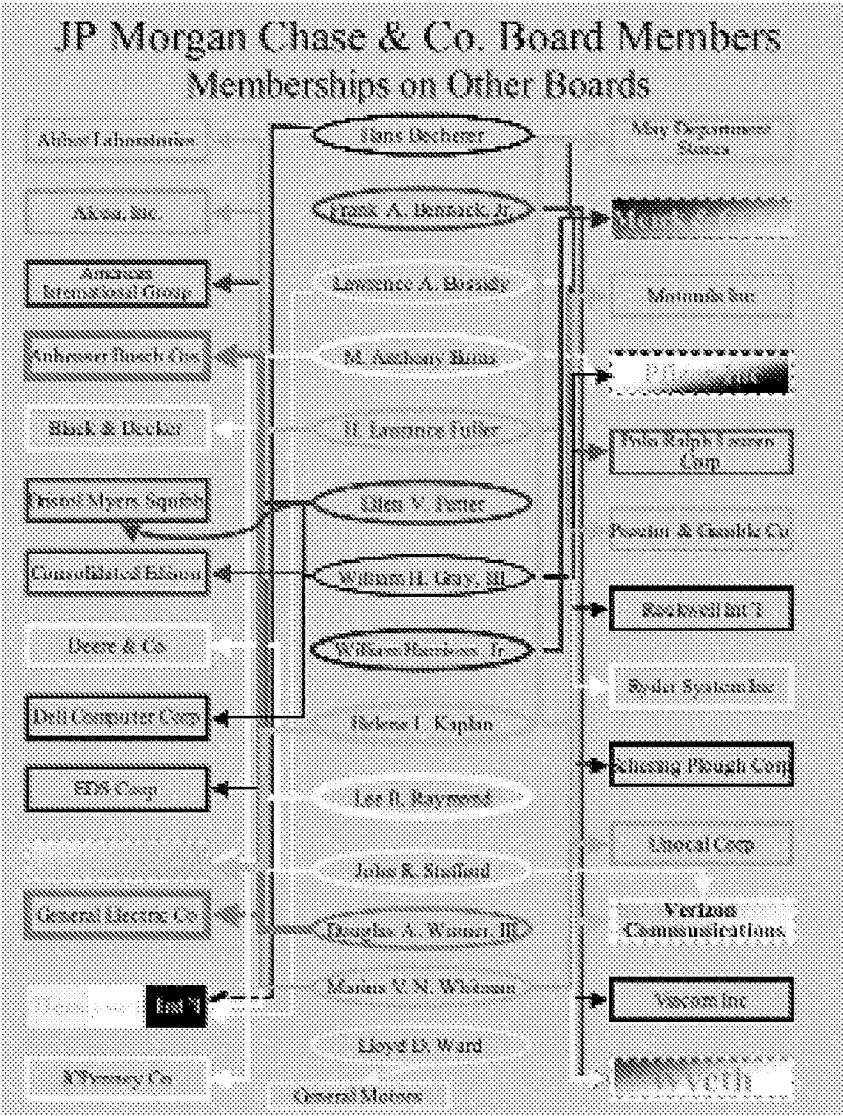 JP Morgan Chase & Co. Board Members
Memberships on Other Boards
Abbot Laboratories
Hans Becherer
May Department
Stores
Alcoa, Inc.
Frank A. Bennack, Jr.
American
International Group
Lawrence A. Bossidy
Motorola Inc
Anheuser Busch Cos
M. Anthony Burns
Pfizer
Black & Decker
H. Laurance Fuller
Polo Ralph Lauren
Corp
Bristol Myers Squibb
Ellen V. Futter
Procter & Gamble Co
Consolidated Edison
William H. Gray, III
Rockwell Int'l
Deere & Co
William Harrison, Jr.
Ryder System Inc
Dell Computer Corp
Helene L. Kaplan
Schering Plough Corp
EDS Corp
Lee R. Raymond
Unocal Corp
John R. Stafford
General Electric Co
Douglas A. Warner, III
Verizon
Communications
Int'l
Marina V. N. Whitman
Viacom Inc
JCPenney Co
Lloyd D. Ward
Wyeth
General Motors